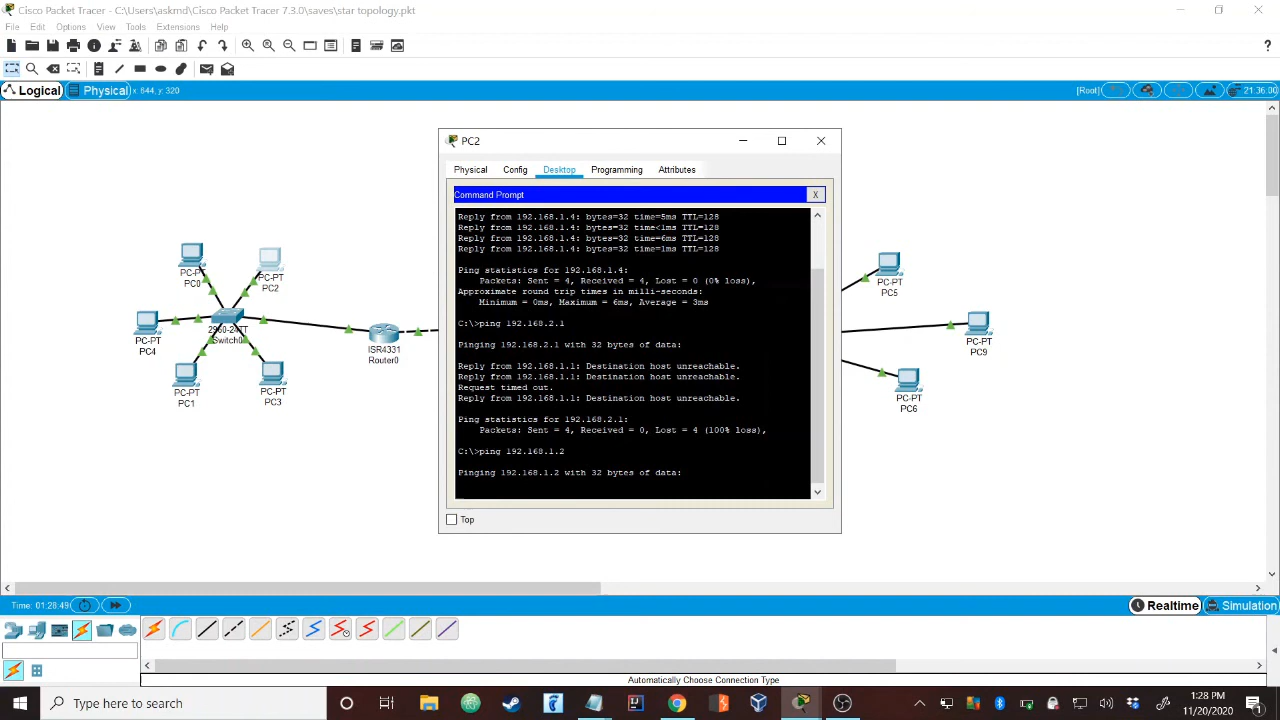 Cisco Packet Tracer - C:\Users\askmd\Cisco Packet Tracer 7.3.0\saves\star topology.pkt
File Edit Options View Tools Extensions Help
?
Logical Physical x: 844, y: 320 [Root] 21:36:00
PC2
Physical Config Desktop Programming Attributes
Command Prompt X
Reply from 192.168.1.4: bytes=32 time=5ms TTL=128
Reply from 192.168.1.4: bytes=32 time<1ms TTL=128
Reply from 192.168.1.4: bytes=32 time=6ms TTL=128
Reply from 192.168.1.4: bytes=32 time=1ms TTL=128
Ping statistics for 192.168.1.4:
Packets: Sent = 4, Received = 4, Lost = 0 (0% loss),
Approximate round trip times in milli-seconds:
Minimum = 0ms, Maximum = 6ms, Average = 3ms
C:\>ping 192.168.2.1
Pinging 192.168.2.1 with 32 bytes of data:
Reply from 192.168.1.1: Destination host unreachable.
Reply from 192.168.1.1: Destination host unreachable.
Request timed out.
Reply from 192.168.1.1: Destination host unreachable.
Ping statistics for 192.168.2.1:
Packets: Sent = 4, Received = 0, Lost = 4 (100% loss),
C:\>ping 192.168.1.2
Pinging 192.168.1.2 with 32 bytes of data:
Top
PC-PT
PC0
PC-PT
PC2
PC-PT
PC4
2960-24TT
Switch0
PC-PT
PC1
PC-PT
PC3
ISR4331
Router0
PC-PT
PC5
PC-PT
PC9
PC-PT
PC6
Time: 01:28:49 Realtime Simulation
Automatically Choose Connection Type
Type here to search
1:28 PM
11/20/2020